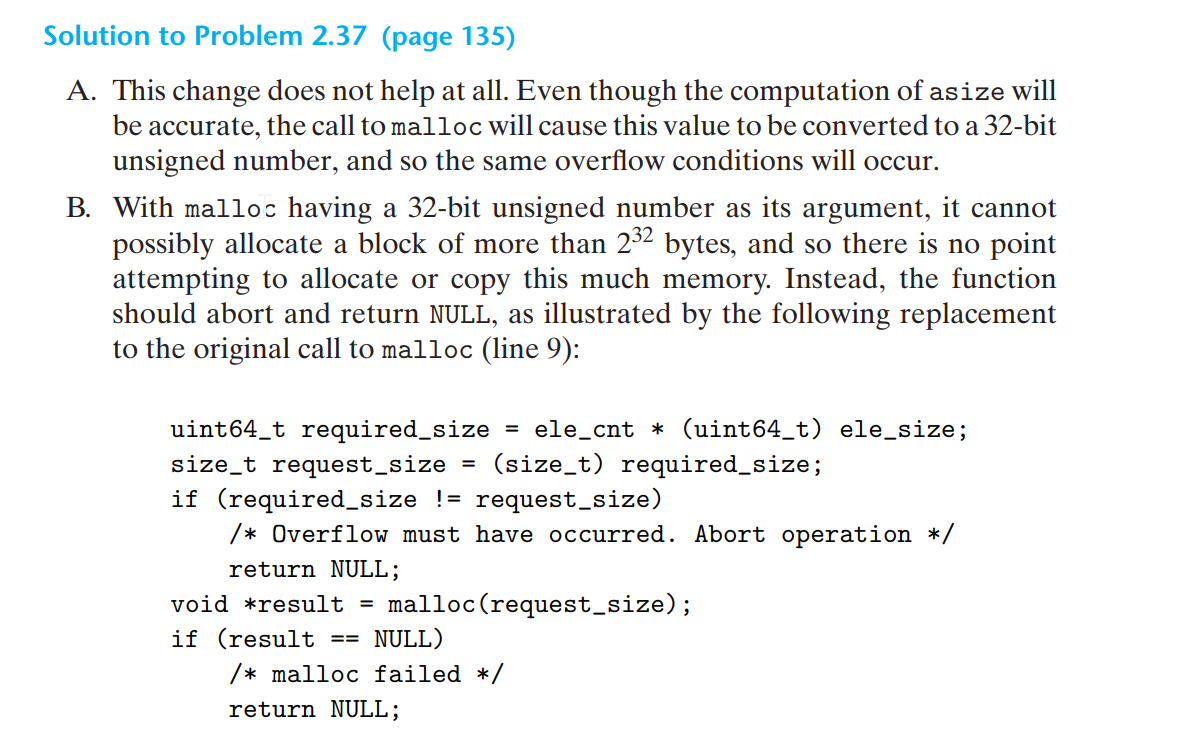 Solution to Problem 2.37 (page 135)
A. This change does not help at all. Even though the computation of asize will
be accurate, the call to malloc will cause this value to be converted to a 32-bit
unsigned number, and so the same overflow conditions will occur.
B. With malloc having a 32-bit unsigned number as its argument, it cannot
possibly allocate a block of more than 2³² bytes, and so there is no point
attempting to allocate or copy this much memory. Instead, the function
should abort and return NULL, as illustrated by the following replacement
to the original call to malloc (line 9):
uint64_t required_size = ele_cnt * (uint64_t) ele_size;
size_t request_size = (size_t) required_size;
if (required_size != request_size)
/* Overflow must have occurred. Abort operation */
return NULL;
void *result = malloc(request_size);
if (result == NULL)
/* malloc failed */
return NULL;